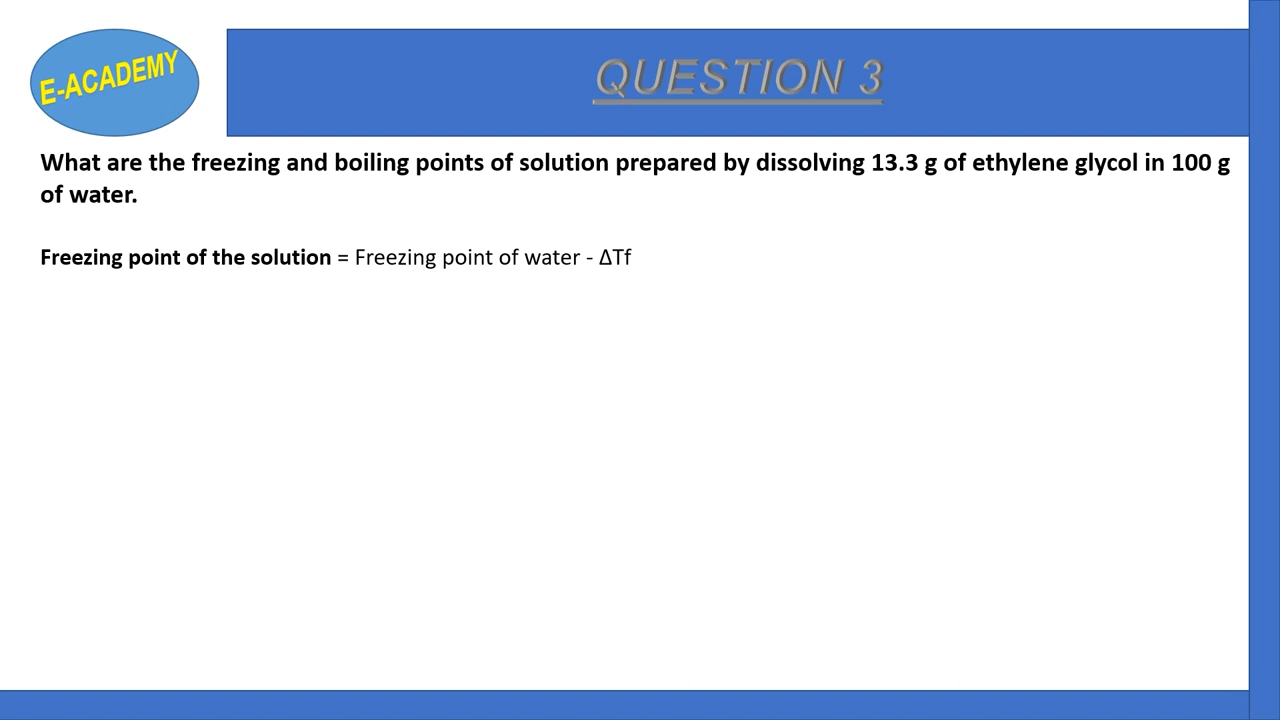 E-ACADEMY
QUESTION 3
What are the freezing and boiling points of solution prepared by dissolving 13.3 g of ethylene glycol in 100 g
of water.
Freezing point of the solution = Freezing point of water - ΔTf